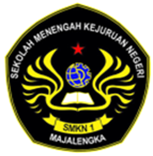 SEKOLAH MENENGAH KEJURUAN NEGERI
SMKN 1
MAJALENGKA